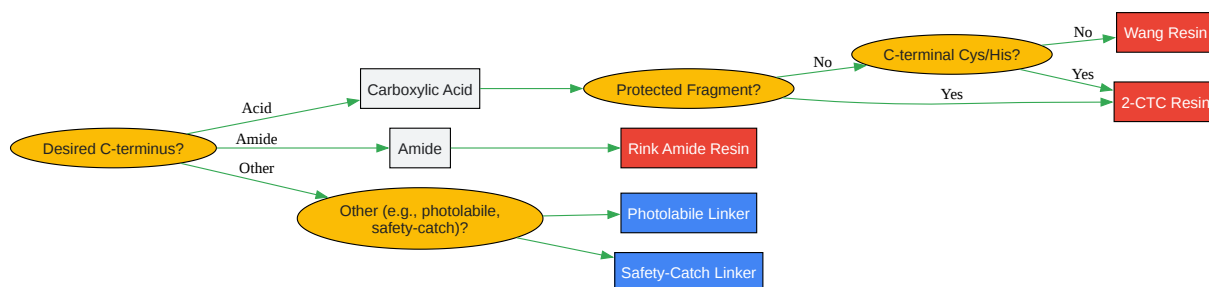 Wang Resin
No
C-terminal Cys/His?
No
Yes
Carboxylic Acid
Protected Fragment?
Yes
2-CTC Resin
Acid
Desired C-terminus?
Amide
Amide
Rink Amide Resin
Other
Other (e.g., photolabile,
safety-catch)?
Photolabile Linker
Safety-Catch Linker